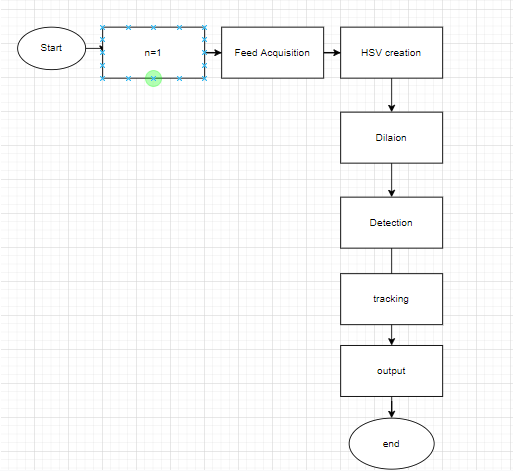 Start
n=1
Feed Acquisition
HSV creation
Dilaion
Detection
tracking
output
end